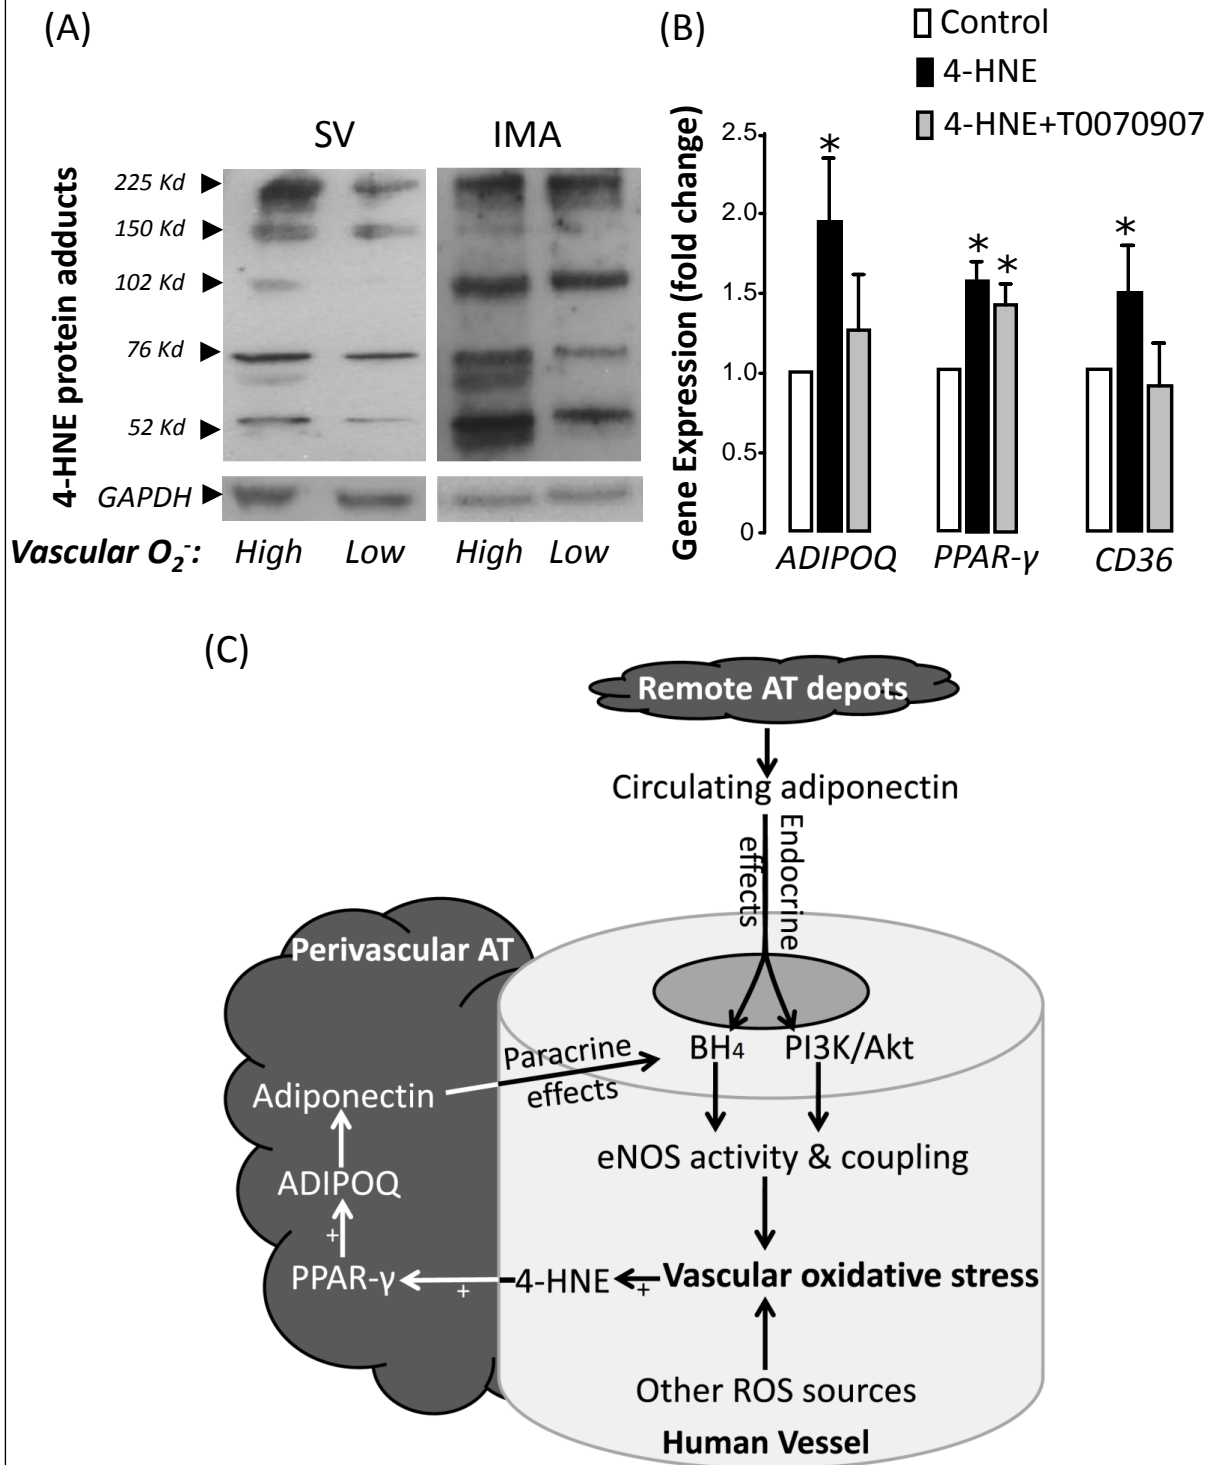 (A)
SV
IMA
4-HNE protein adducts
225 Kd
150 Kd
102 Kd
76 Kd
52 Kd
GAPDH
Vascular O2-:
High
Low
High
Low
(B)
Control
4-HNE
4-HNE+T0070907
Gene Expression (fold change)
2.5
2.0
1.5
1.0
0.5
0
*
*
*
*
ADIPOQ
PPAR-γ
CD36
(C)
Remote AT depots
Circulating adiponectin
Endocrine
effects
Perivascular AT
BH4
PI3K/Akt
Paracrine
effects
Adiponectin
eNOS activity & coupling
ADIPOQ
+
PPAR-γ
+
4-HNE
+
Vascular oxidative stress
Other ROS sources
Human Vessel